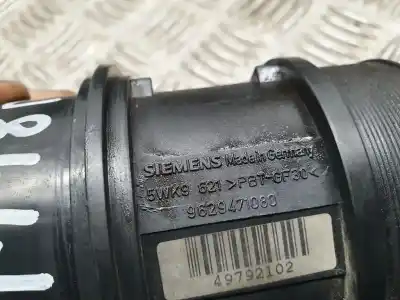 SIEMENS Made in Germany
5WK9 621 >PBT-GF30<
9629471080
49792102